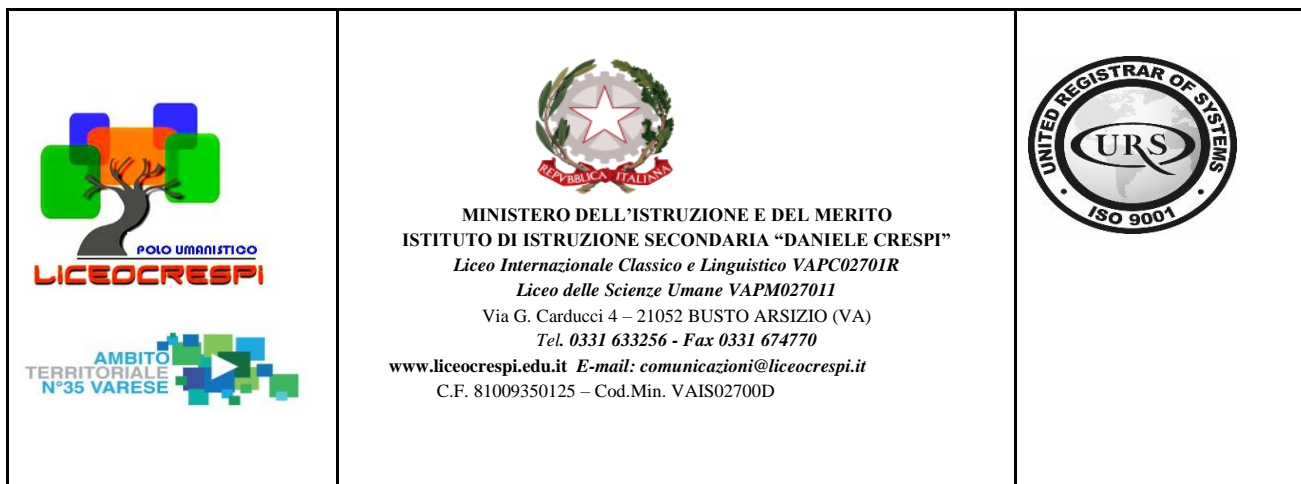 POLO UMANISTICO
LICEOCRESPI
AMBITO
TERRITORIALE
N°35 VARESE
REPVBBLICA ITALIANA
MINISTERO DELL’ISTRUZIONE E DEL MERITO
ISTITUTO DI ISTRUZIONE SECONDARIA “DANIELE CRESPI”
Liceo Internazionale Classico e Linguistico VAPC02701R
Liceo delle Scienze Umane VAPM027011
Via G. Carducci 4 – 21052 BUSTO ARSIZIO (VA)
Tel. 0331 633256 - Fax 0331 674770
www.liceocrespi.edu.it E-mail: comunicazioni@liceocrespi.it
C.F. 81009350125 – Cod.Min. VAIS02700D
UNITED REGISTRAR OF SYSTEMS
URS
ISO 9001